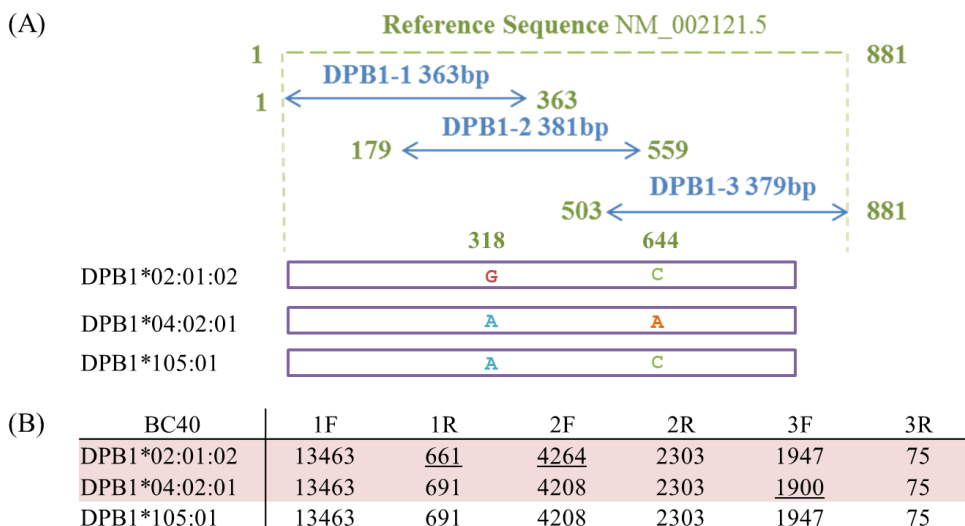 (A)
Reference Sequence NM_002121.5
1 881
DPB1-1 363bp
1 363
DPB1-2 381bp
179 559
DPB1-3 379bp
503 881
318 644
DPB1*02:01:02 G C
DPB1*04:02:01 A A
DPB1*105:01 A C
(B) BC40 1F 1R 2F 2R 3F 3R
DPB1*02:01:02 13463 661 4264 2303 1947 75
DPB1*04:02:01 13463 691 4208 2303 1900 75
DPB1*105:01 13463 691 4208 2303 1947 75